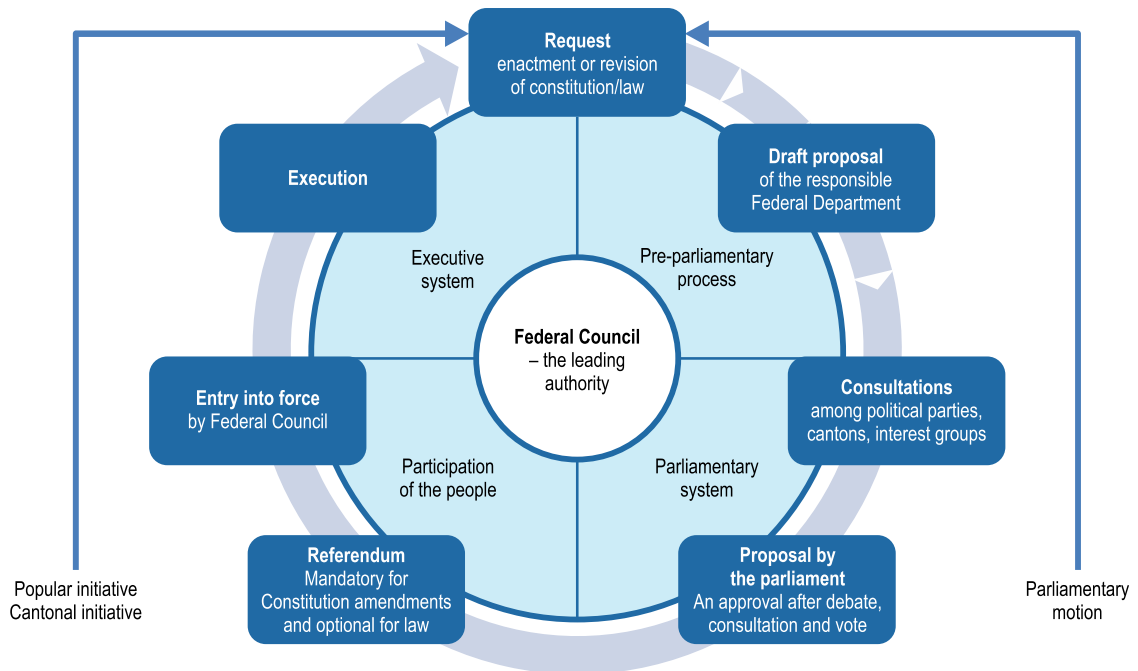 Request
enactment or revision
of constitution/law
Execution
Draft proposal
of the responsible
Federal Department
Executive
system
Pre-parliamentary
process
Federal Council
– the leading
authority
Entry into force
by Federal Council
Consultations
among political parties,
cantons, interest groups
Participation
of the people
Parliamentary
system
Referendum
Mandatory for
Constitution amendments
and optional for law
Proposal by
the parliament
An approval after debate,
consultation and vote
Popular initiative
Cantonal initiative
Parliamentary
motion